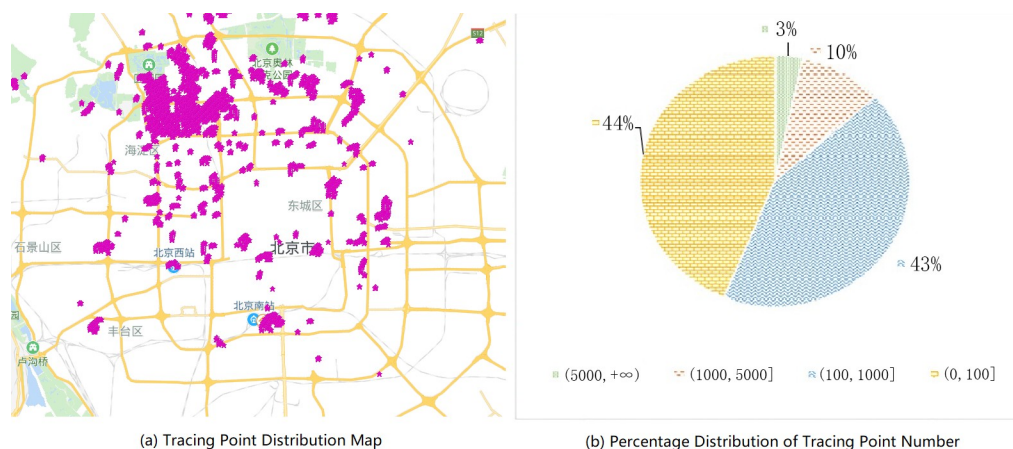 S12
北京奥林
克公园
海淀区
东城区
石景山区
北京西站
北京市
北京南站
丰台区
园
卢沟桥
3%
10%
44%
43%
(5000, +∞)
(1000, 5000]
(100, 1000]
(0, 100]
(a) Tracing Point Distribution Map
(b) Percentage Distribution of Tracing Point Number